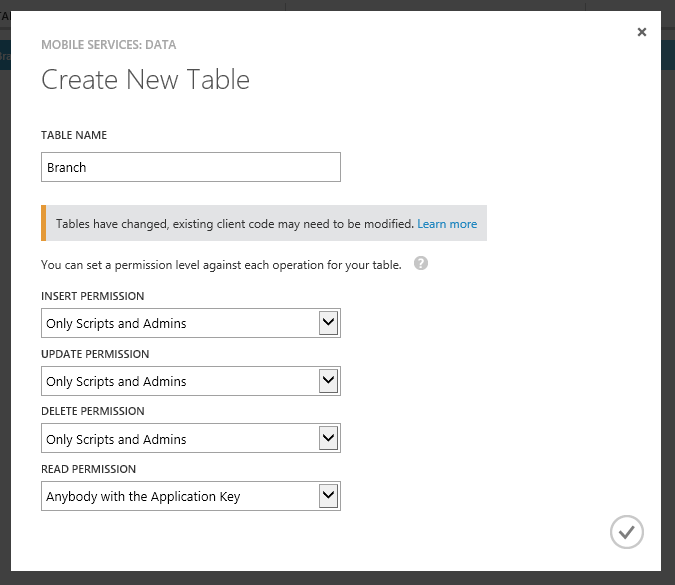 MOBILE SERVICES: DATA
Create New Table
TABLE NAME
Branch
Tables have changed, existing client code may need to be modified. Learn more
You can set a permission level against each operation for your table. ?
INSERT PERMISSION
Only Scripts and Admins
UPDATE PERMISSION
Only Scripts and Admins
DELETE PERMISSION
Only Scripts and Admins
READ PERMISSION
Anybody with the Application Key